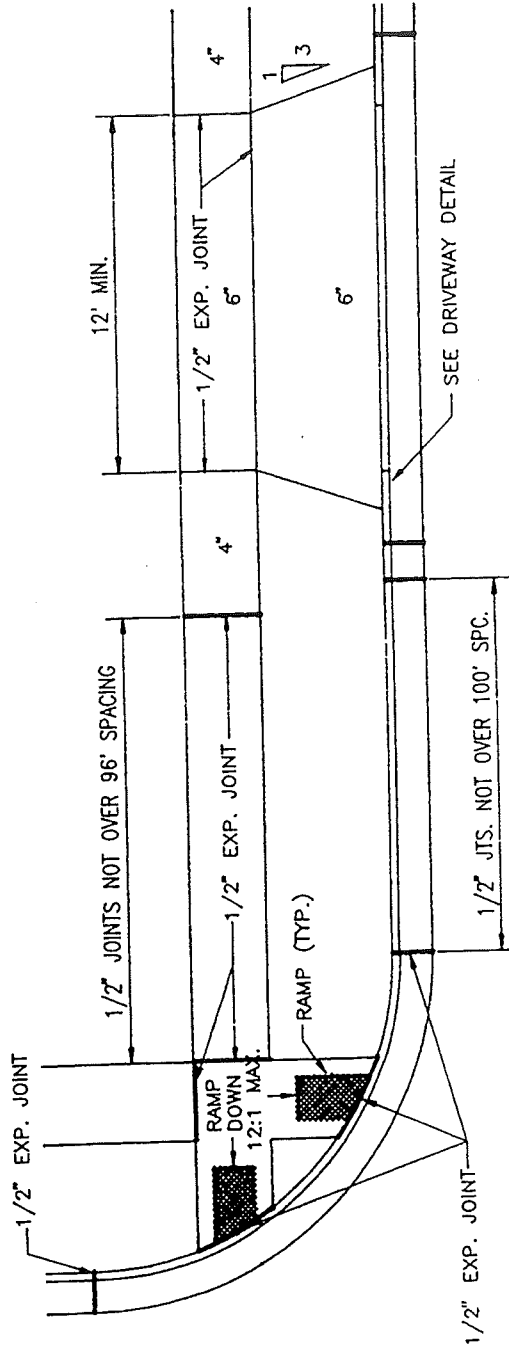 1/2" EXP. JOINT
1/2" JOINTS NOT OVER 96' SPACING
12' MIN.
1/2" EXP. JOINT
1/2" EXP. JOINT
4"
6"
4"
RAMP
DOWN
12:1 MAX.
RAMP (TYP.)
6"
1
3
SEE DRIVEWAY DETAIL
1/2" EXP. JOINT
1/2" JTS. NOT OVER 100' SPC.